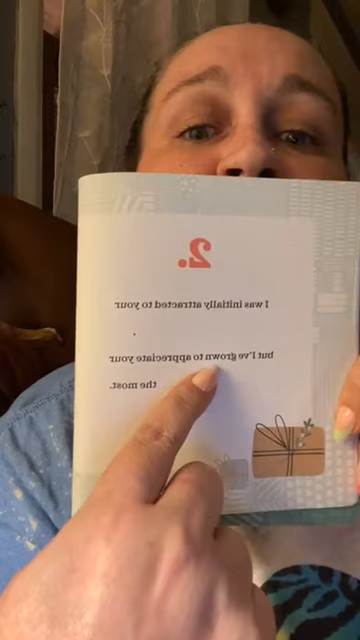 2.
I was initially attracted to your
.
but I've grown to appreciate your
the most.